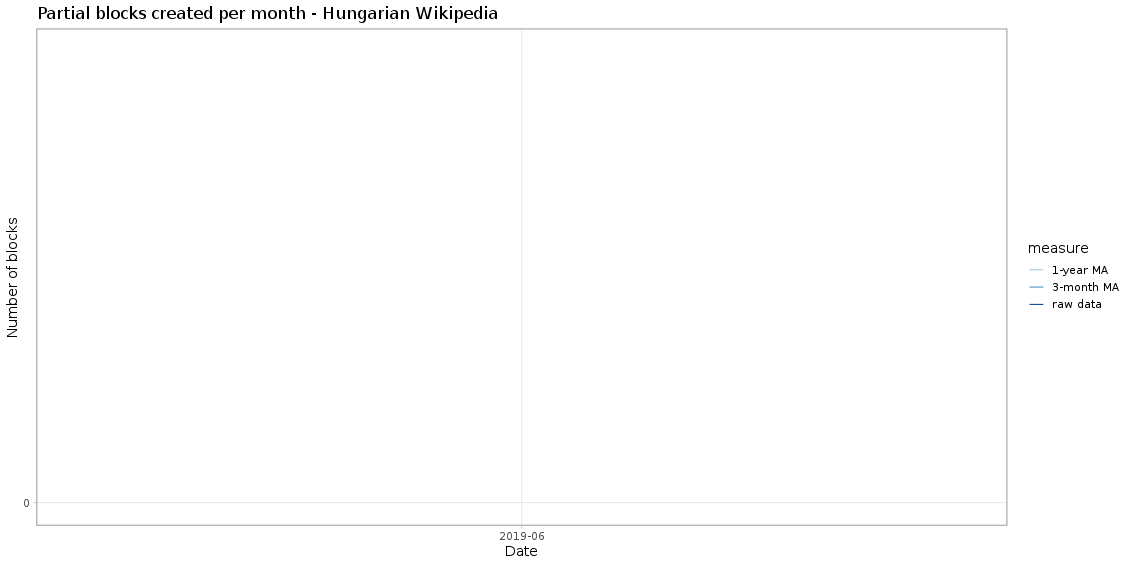 Partial blocks created per month - Hungarian Wikipedia
Number of blocks
0
2019-06
Date
measure
1-year MA
3-month MA
raw data